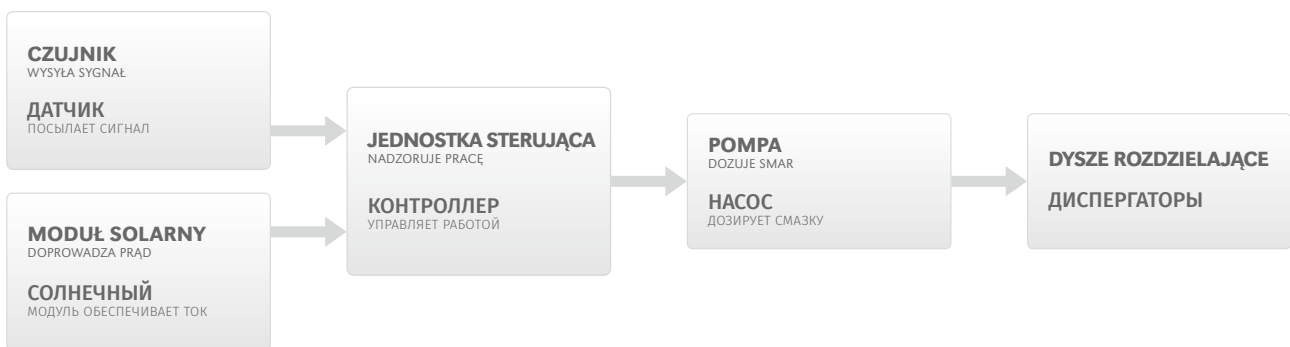 CZUJNIK
WYSYŁA SYGNAŁ
ДАТЧИК
ПОСЫЛАЕТ СИГНАЛ
MODUŁ SOLARNY
DOPROWADZA PRĄD
СОЛНЕЧНЫЙ
МОДУЛЬ ОБЕСПЕЧИВАЕТ ТОК
JEDNOSTKA STERUJĄCA
NADZORUJE PRACĘ
КОНТРОЛЛЕР
УПРАВЛЯЕТ РАБОТОЙ
POMPA
DOZUJE SMAR
НАСОС
ДОЗИРУЕТ СМАЗКУ
DYSZE ROZDZIELAJĄCE
ДИСПЕРГАТОРЫ